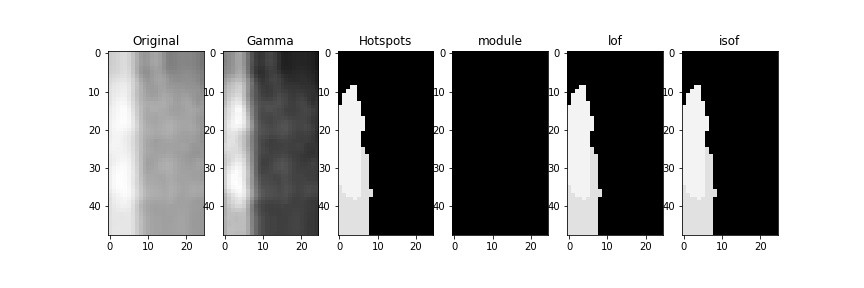 Original Gamma Hotspots module lof isof
0 0 0 0 0 0
10 10 10 10 10 10
20 20 20 20 20 20
30 30 30 30 30 30
40 40 40 40 40 40
0 10 20 0 10 20 0 10 20 0 10 20 0 10 20 0 10 20